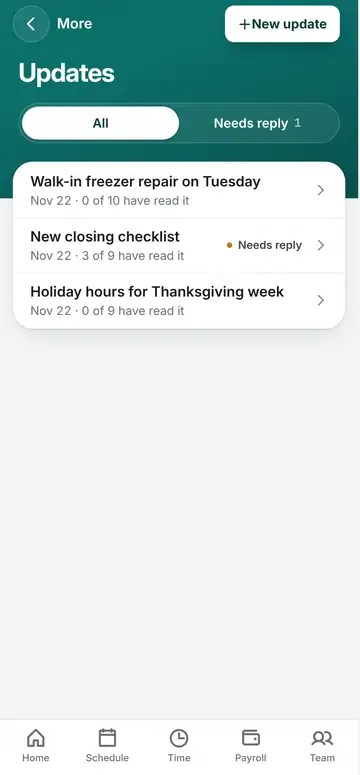 More
+New update
Updates
All
Needs reply 1
Walk-in freezer repair on Tuesday
Nov 22 · 0 of 10 have read it
New closing checklist
Nov 22 · 3 of 9 have read it
Needs reply
Holiday hours for Thanksgiving week
Nov 22 · 0 of 9 have read it
Home
Schedule
Time
Payroll
Team